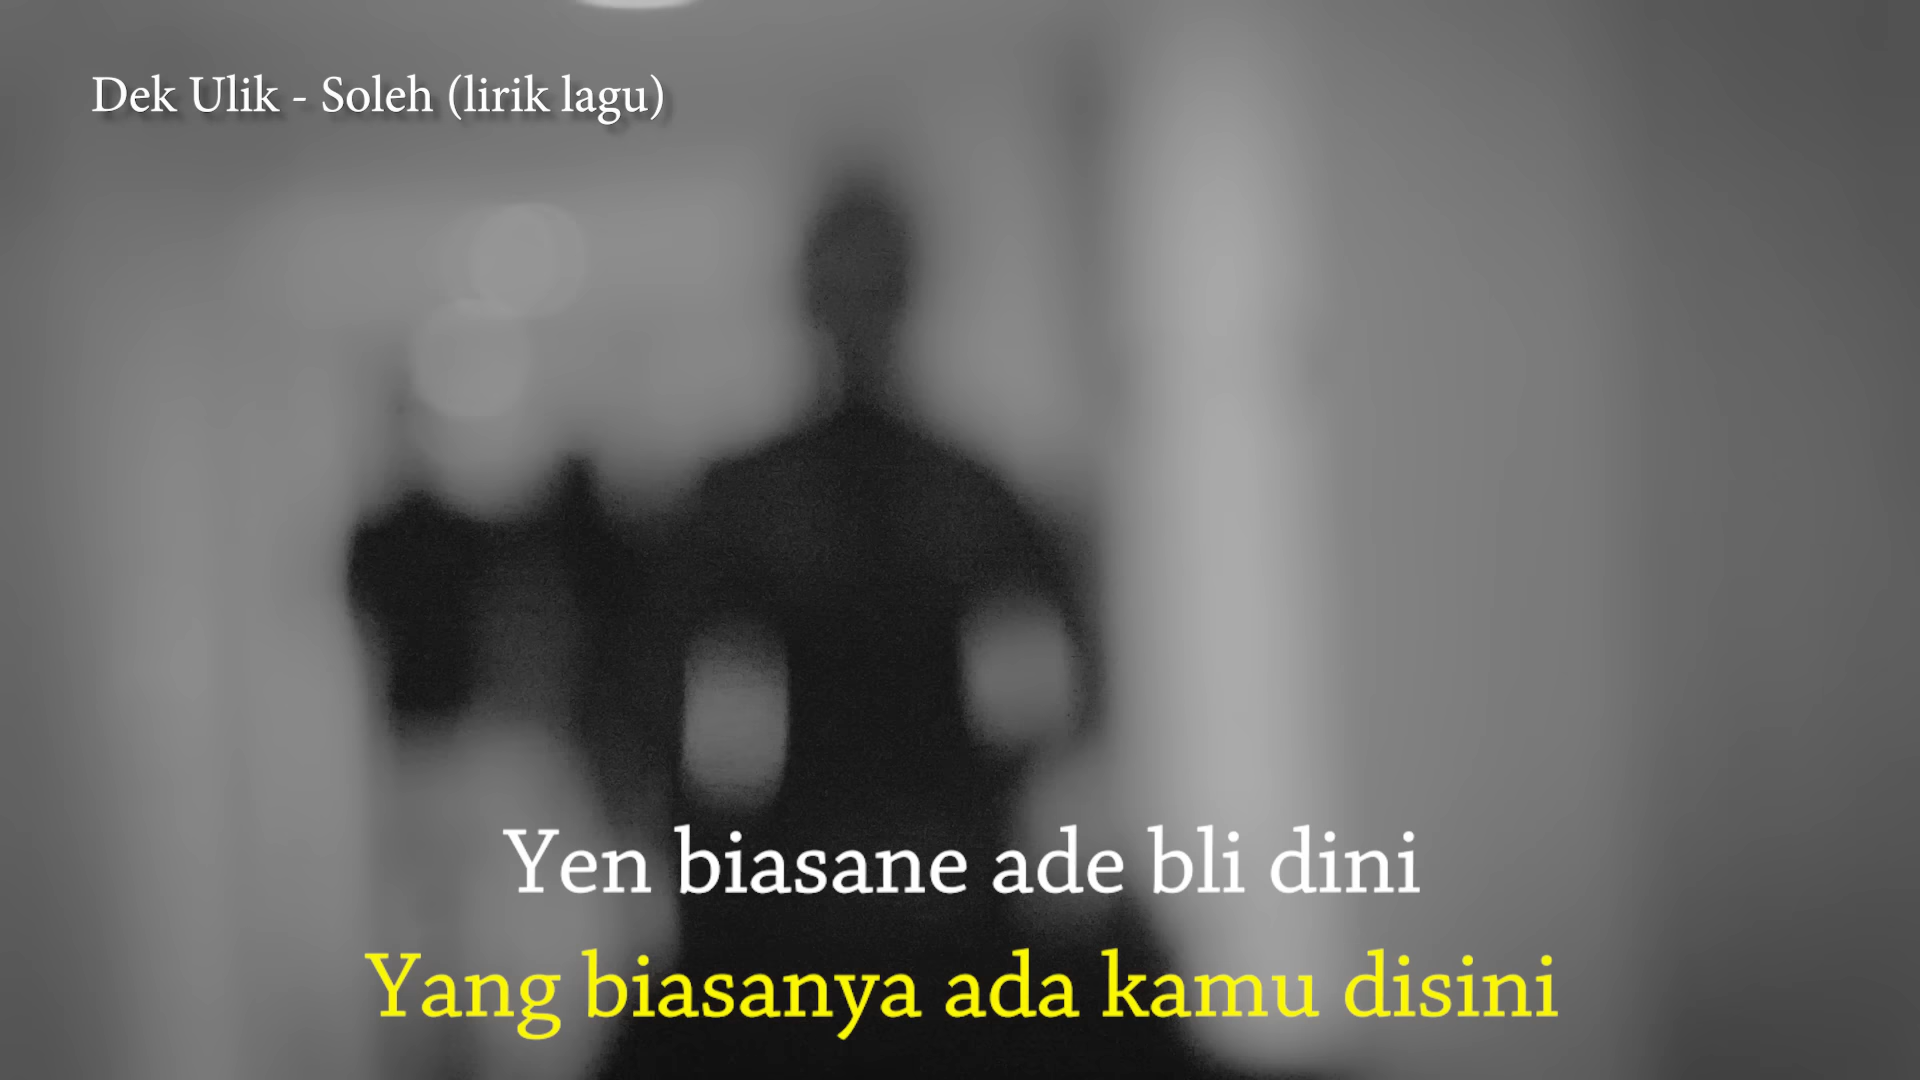 Dek Ulik - Soleh (lirik lagu)
Yen biasane ade bli dini
Yang biasanya ada kamu disini